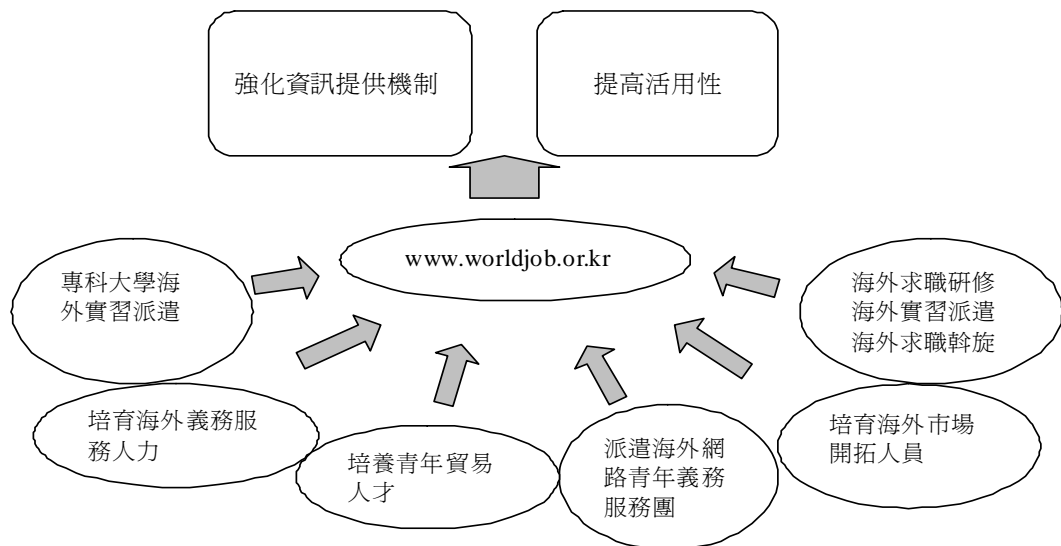 強化資訊提供機制
提高活用性
www.worldjob.or.kr
專科大學海
外實習派遣
海外求職研修
海外實習派遣
海外求職斡旋
培育海外義務服
務人力
培養青年貿易
人才
派遣海外網
路青年義務
服務團
培育海外市場
開拓人員